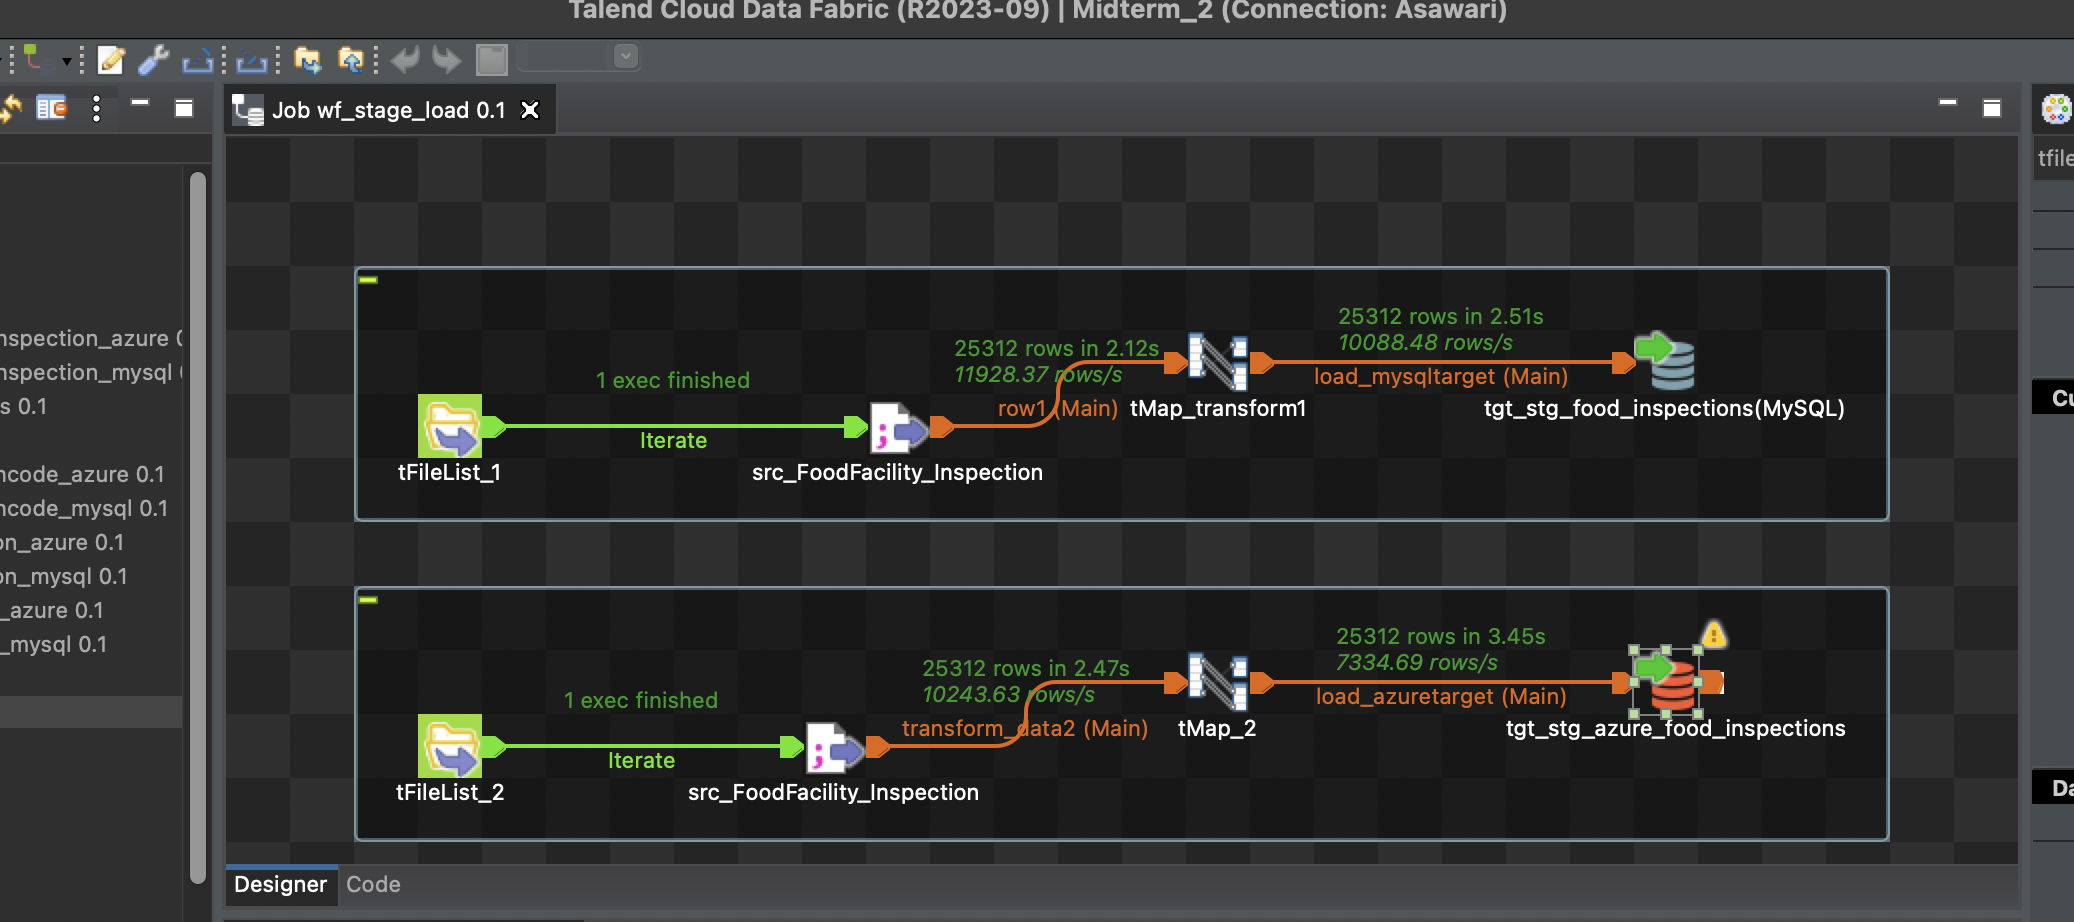 Talend Cloud Data Fabric (R2023-09) | Midterm_2 (Connection: Asawari)
Job wf_stage_load 0.1
tfile
nspection_azure 0
nspection_mysql
s 0.1
ncode_azure 0.1
ncode_mysql 0.1
on_azure 0.1
on_mysql 0.1
_azure 0.1
_mysql 0.1
25312 rows in 2.51s
10088.48 rows/s
load_mysqltarget (Main)
25312 rows in 2.12s
11928.37 rows/s
row1 (Main)
tMap_transform1
tgt_stg_food_inspections(MySQL)
1 exec finished
Iterate
tFileList_1
src_FoodFacility_Inspection
25312 rows in 3.45s
7334.69 rows/s
load_azuretarget (Main)
25312 rows in 2.47s
10243.63 rows/s
transform_data2 (Main)
tMap_2
tgt_stg_azure_food_inspections
1 exec finished
Iterate
tFileList_2
src_FoodFacility_Inspection
Cu
Da
Designer
Code